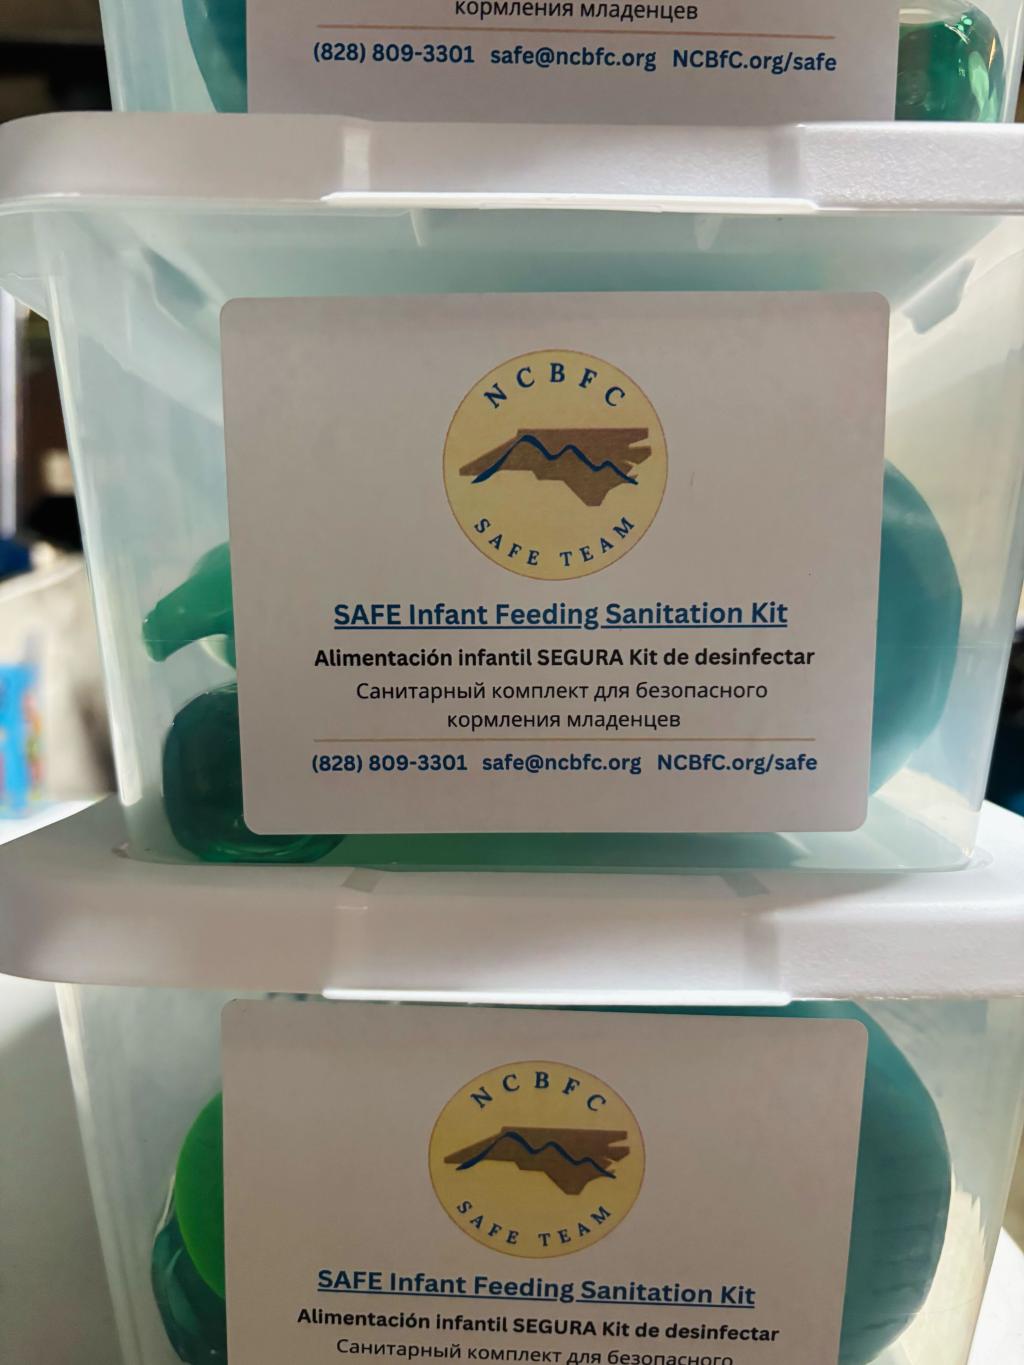 кормления младенцев
(828) 809-3301 safe@ncbfc.org NCBfC.org/safe
NCBFC
SAFE TEAM
SAFE Infant Feeding Sanitation Kit
Alimentación infantil SEGURA Kit de desinfectar
Санитарный комплект для безопасного
кормления младенцев
(828) 809-3301 safe@ncbfc.org NCBfC.org/safe
NCBFC
SAFE TEAM
SAFE Infant Feeding Sanitation Kit
Alimentación infantil SEGURA Kit de desinfectar
Санитарный комплект для безопасного